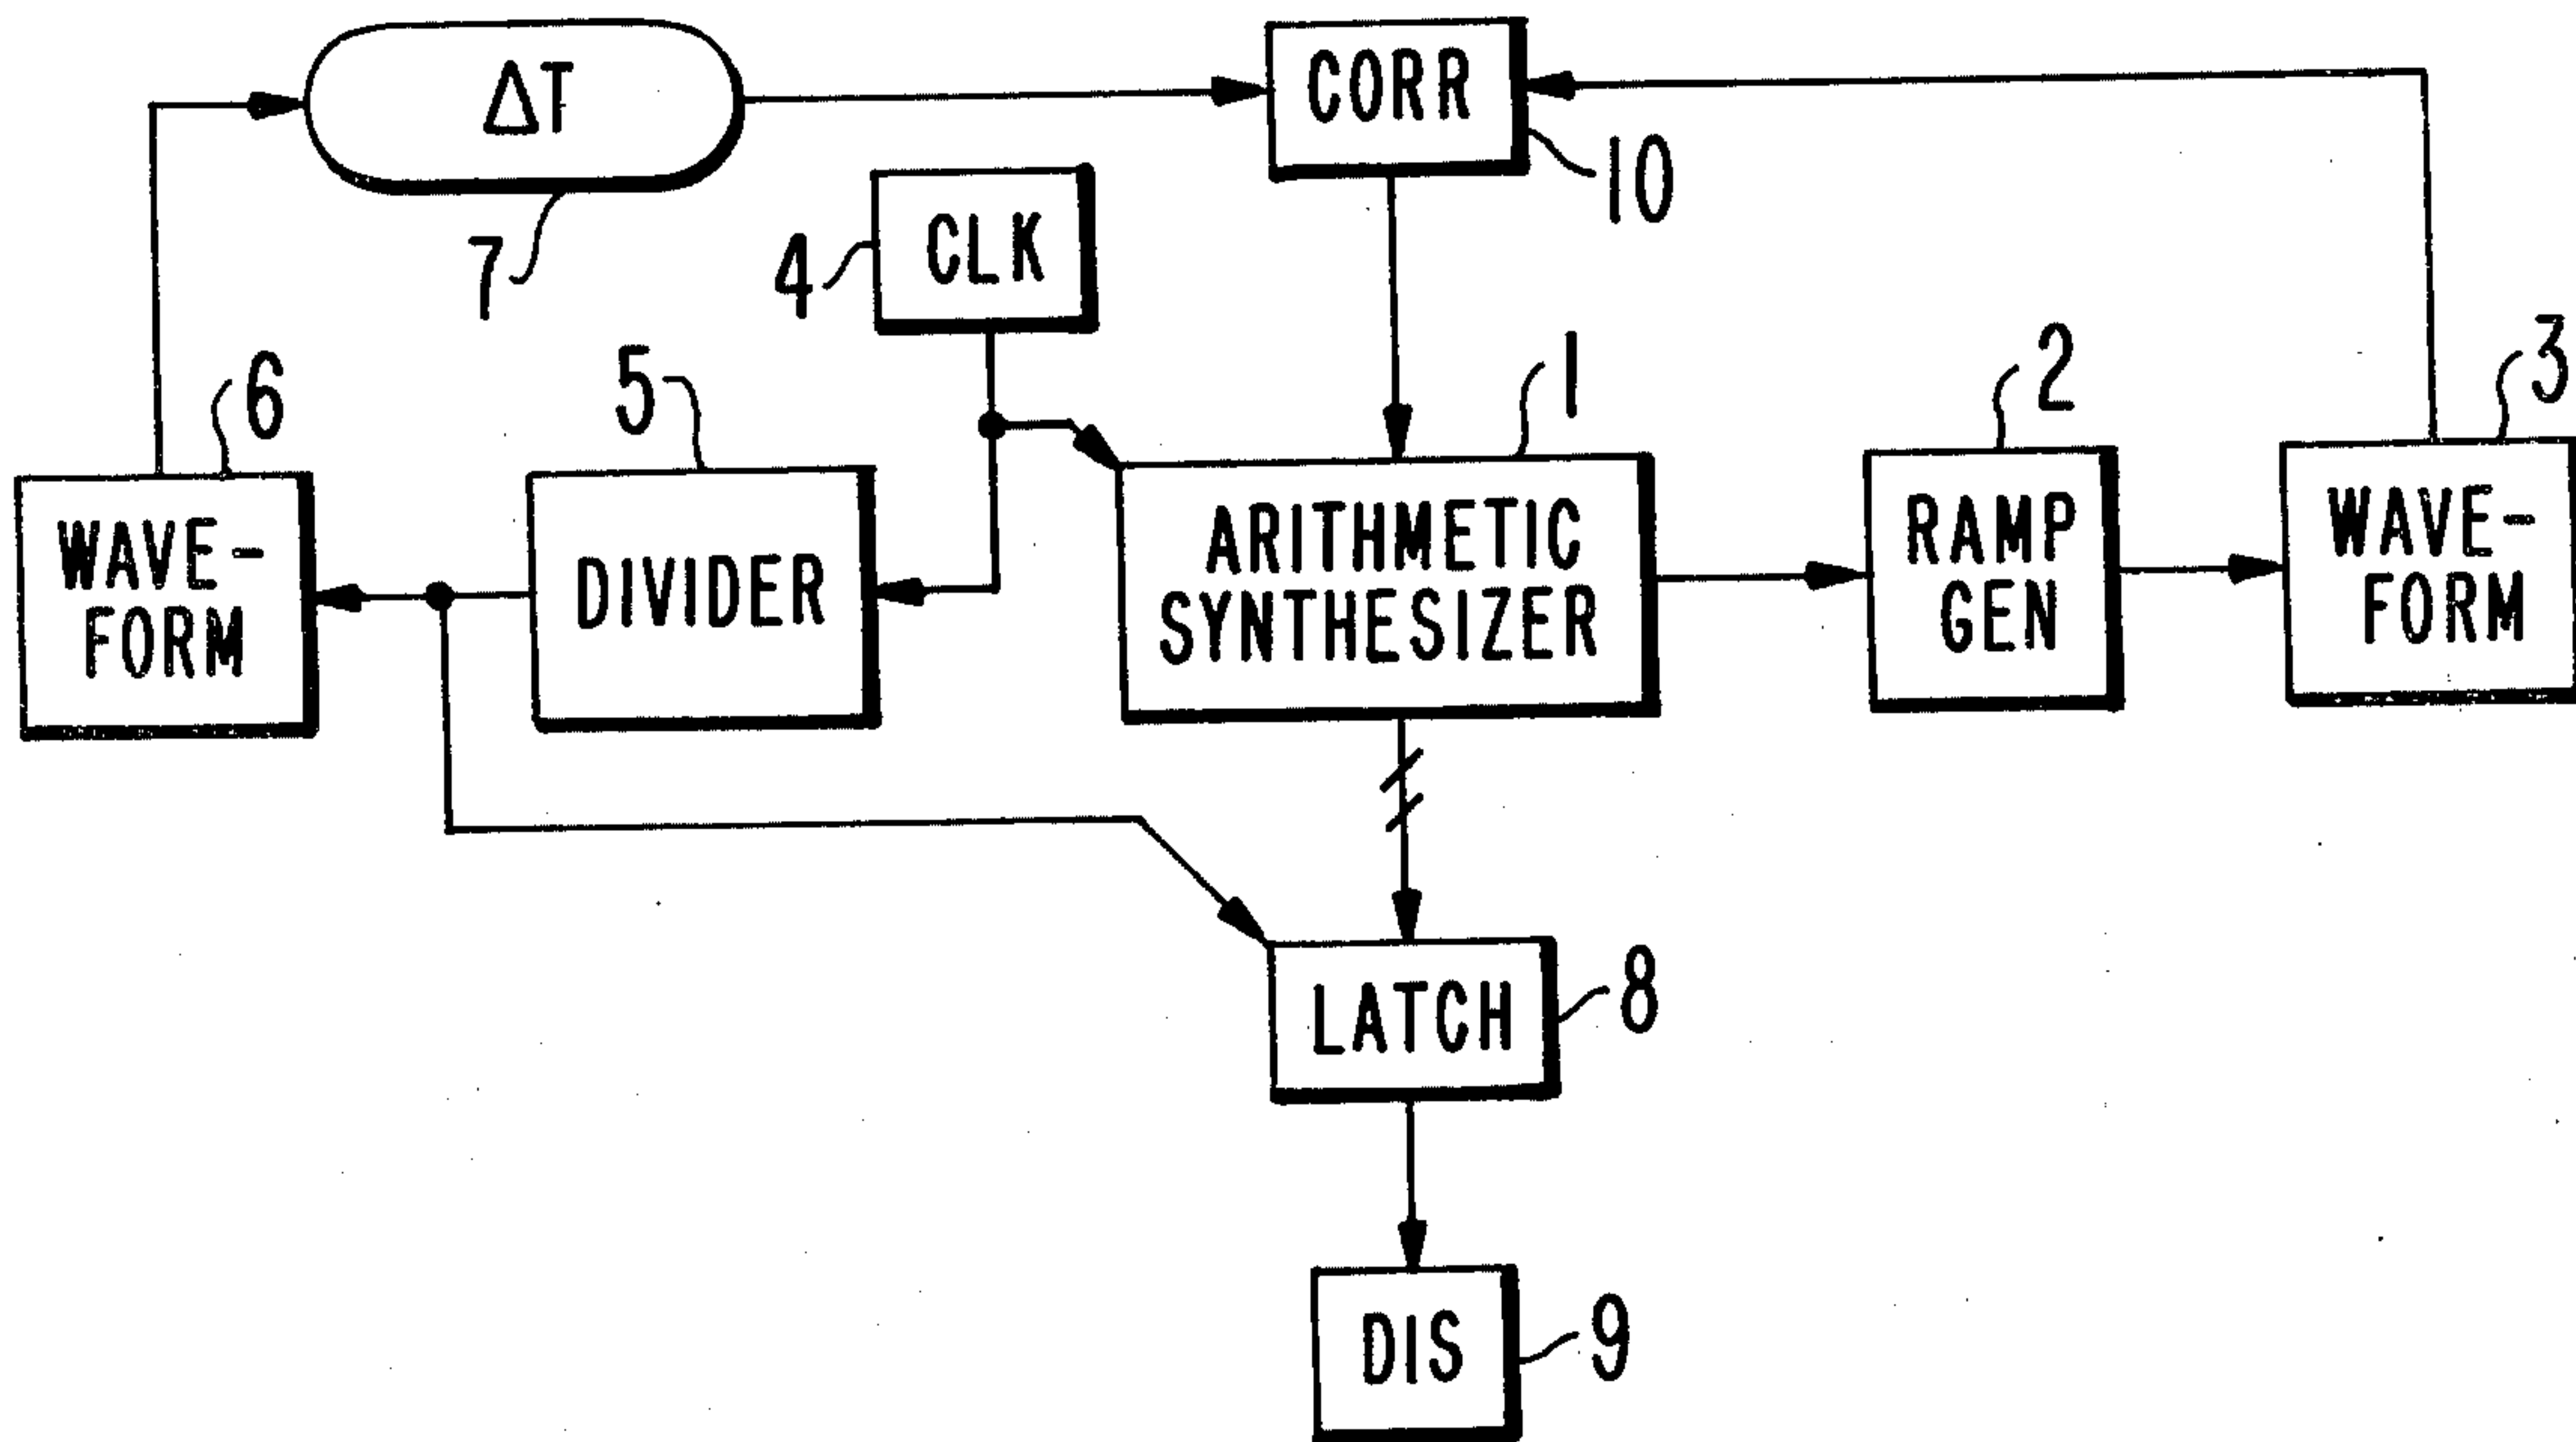 ΔT
CORR
10
7
4
CLK
6
5
1
2
3
WAVE-
FORM
DIVIDER
ARITHMETIC
SYNTHESIZER
RAMP
GEN
WAVE-
FORM
LATCH
8
DIS
9